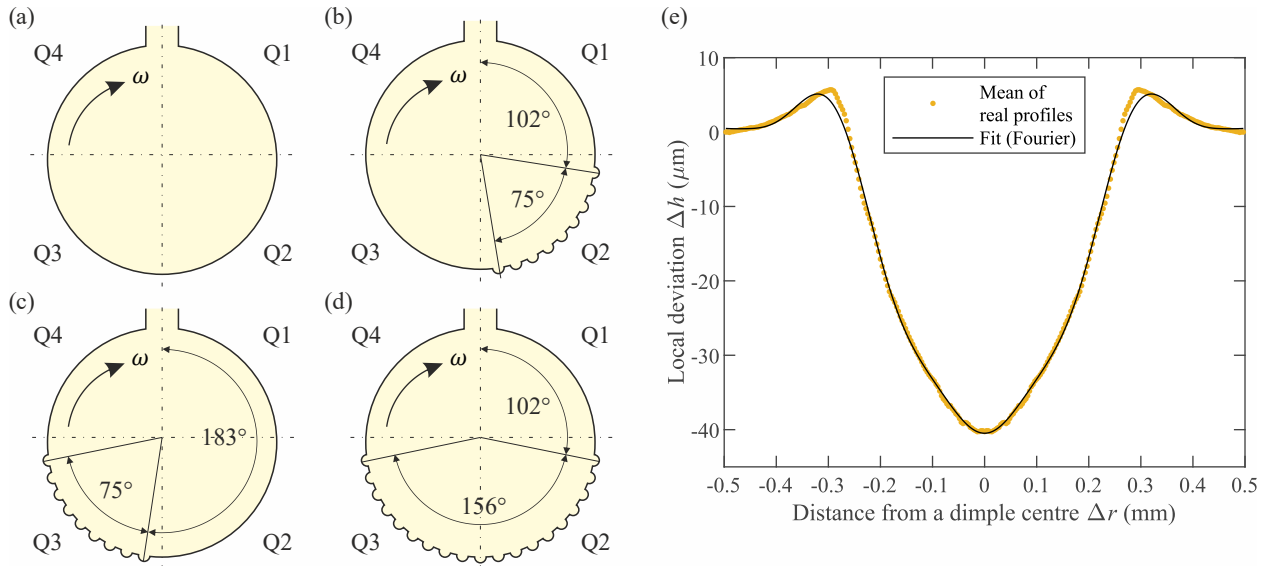 (a)
Q4
Q1
ω
Q3
Q2
(b)
Q4
Q1
ω
102°
75°
Q3
Q2
(c)
Q4
Q1
ω
183°
75°
Q3
Q2
(d)
Q4
Q1
ω
102°
156°
Q3
Q2
(e)
Mean of
real profiles
Fit (Fourier)
10
0
-10
-20
-30
-40
Local deviation Δh (μm)
-0.5 -0.4 -0.3 -0.2 -0.1 0 0.1 0.2 0.3 0.4 0.5
Distance from a dimple centre Δr (mm)